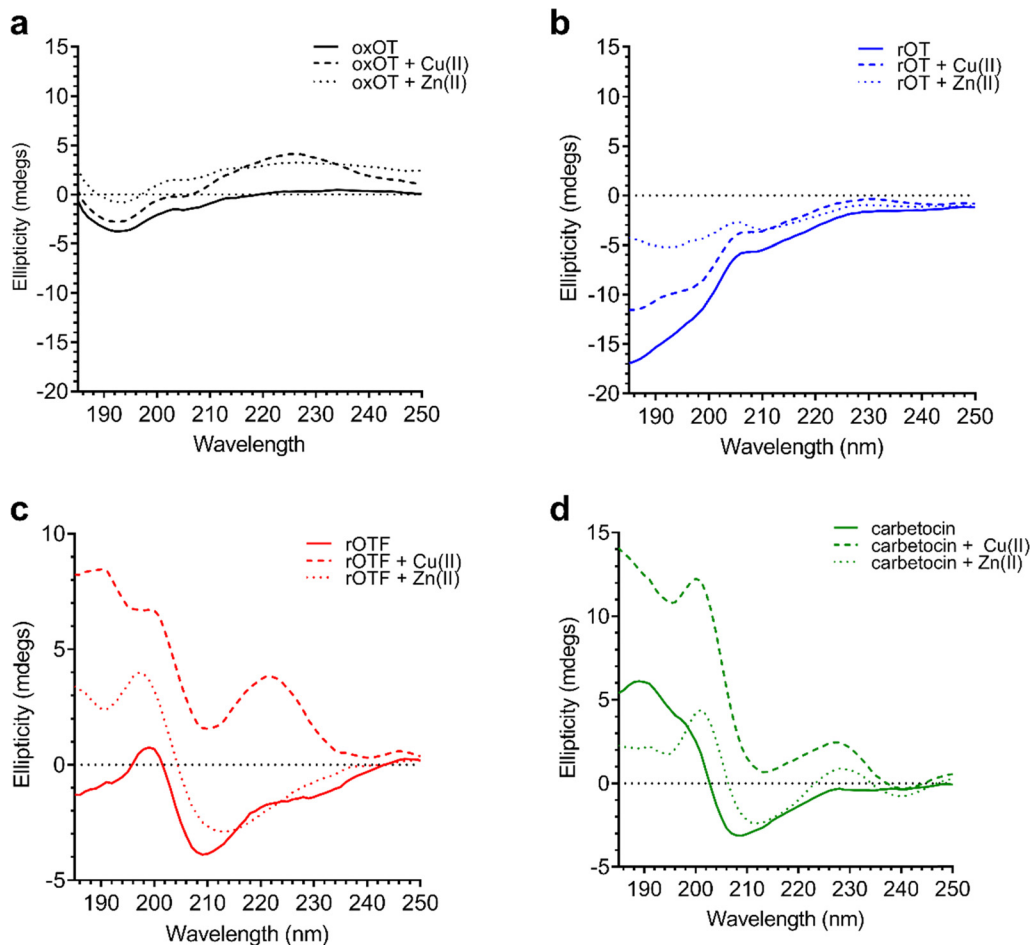 a
15
10
5
0
-5
-10
-15
-20
Ellipticity (mdegs)
oxOT
oxOT + Cu(II)
oxOT + Zn(II)
190 200 210 220 230 240 250
Wavelength
b
15
10
5
0
-5
-10
-15
-20
Ellipticity (mdegs)
rOT
rOT + Cu(II)
rOT + Zn(II)
190 200 210 220 230 240 250
Wavelength (nm)
c
10
5
0
-5
Ellipticity (mdegs)
rOTF
rOTF + Cu(II)
rOTF + Zn(II)
190 200 210 220 230 240 250
Wavelength (nm)
d
15
10
5
0
-5
Ellipticity (mdegs)
carbetocin
carbetocin + Cu(II)
carbetocin + Zn(II)
190 200 210 220 230 240 250
Wavelength (nm)